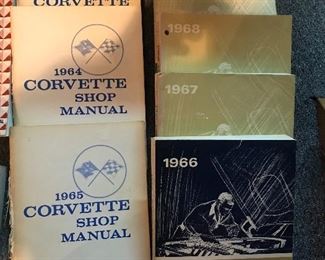 CORVETTE
1964
CORVETTE
SHOP
MANUAL
1965
CORVETTE
SHOP
MANUAL
1968
1967
1966